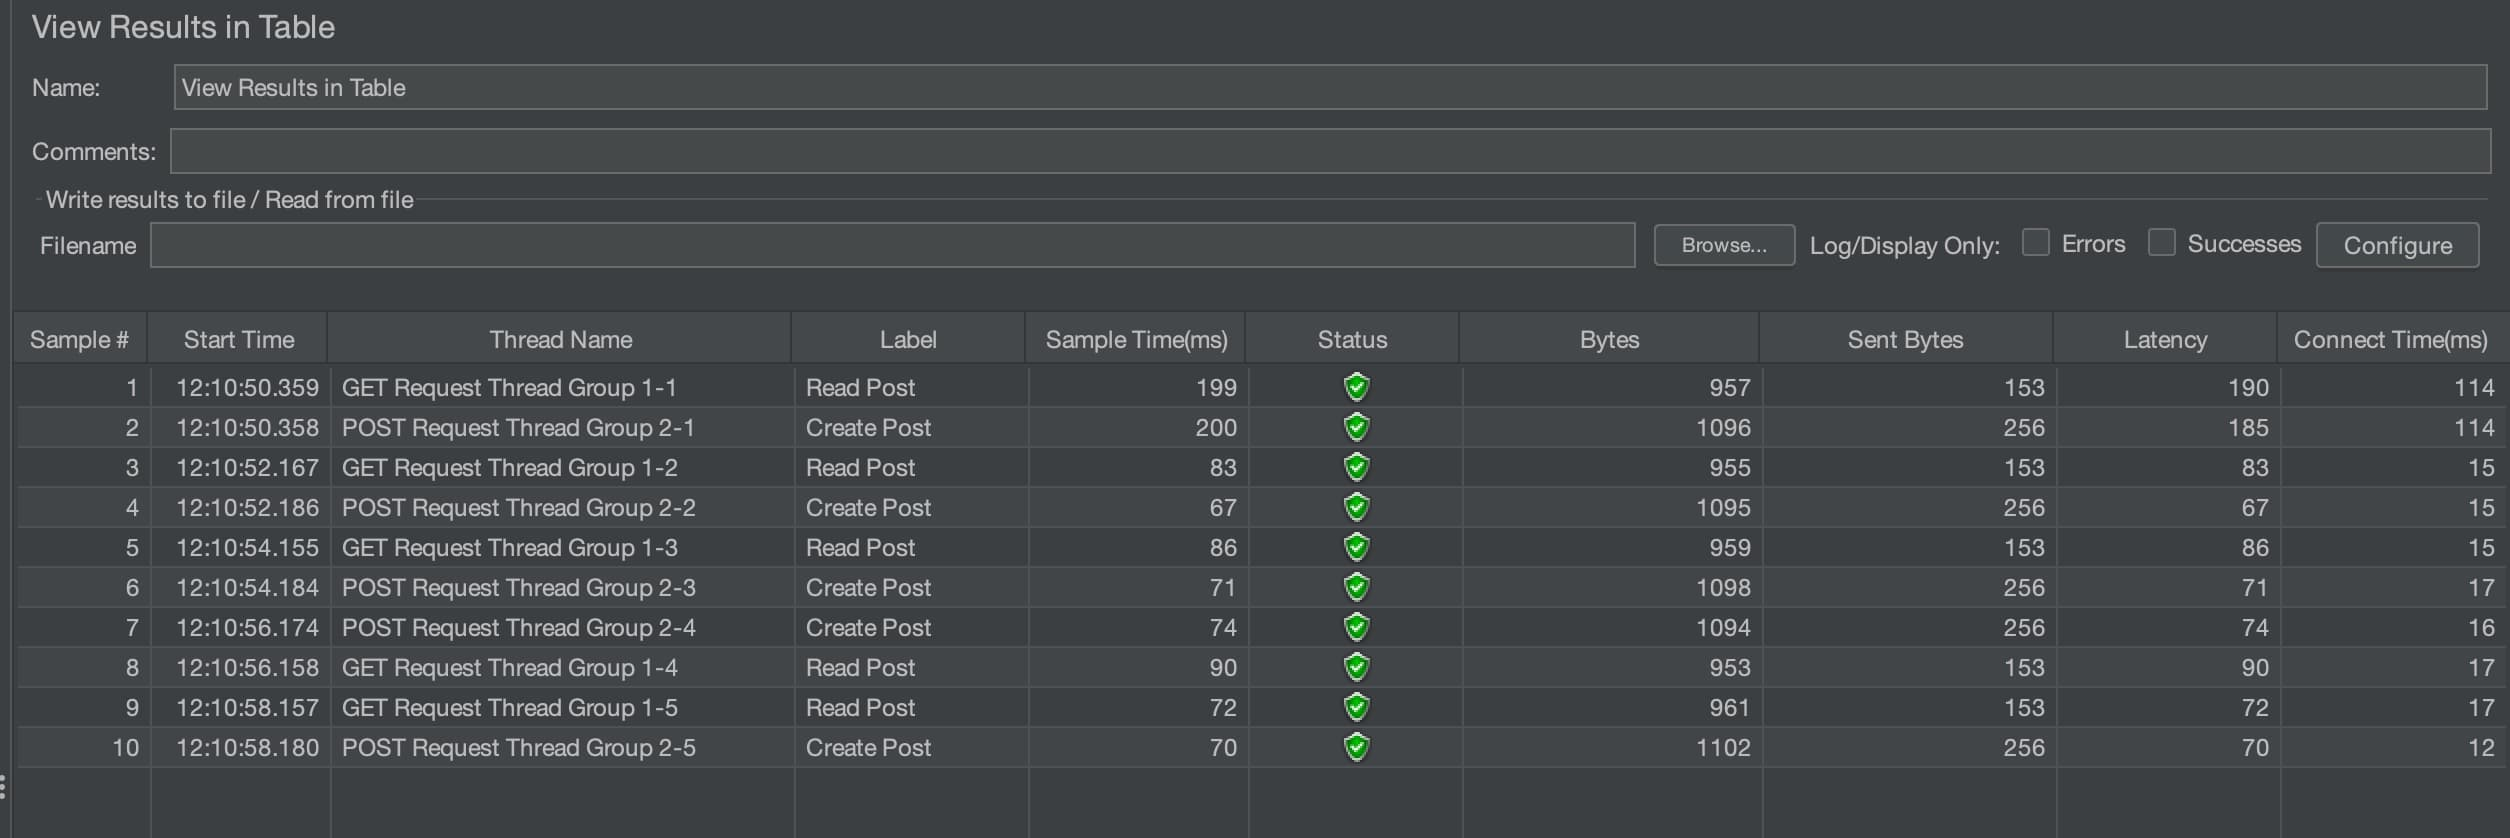 View Results in Table
Name: View Results in Table
Comments:
Write results to file / Read from file
Filename Browse... Log/Display Only: Errors Successes Configure
Sample # Start Time Thread Name Label Sample Time(ms) Status Bytes Sent Bytes Latency Connect Time(ms)
1 12:10:50.359 GET Request Thread Group 1-1 Read Post 199 957 153 190 114
2 12:10:50.358 POST Request Thread Group 2-1 Create Post 200 1096 256 185 114
3 12:10:52.167 GET Request Thread Group 1-2 Read Post 83 955 153 83 15
4 12:10:52.186 POST Request Thread Group 2-2 Create Post 67 1095 256 67 15
5 12:10:54.155 GET Request Thread Group 1-3 Read Post 86 959 153 86 15
6 12:10:54.184 POST Request Thread Group 2-3 Create Post 71 1098 256 71 17
7 12:10:56.174 POST Request Thread Group 2-4 Create Post 74 1094 256 74 16
8 12:10:56.158 GET Request Thread Group 1-4 Read Post 90 953 153 90 17
9 12:10:58.157 GET Request Thread Group 1-5 Read Post 72 961 153 72 17
10 12:10:58.180 POST Request Thread Group 2-5 Create Post 70 1102 256 70 12